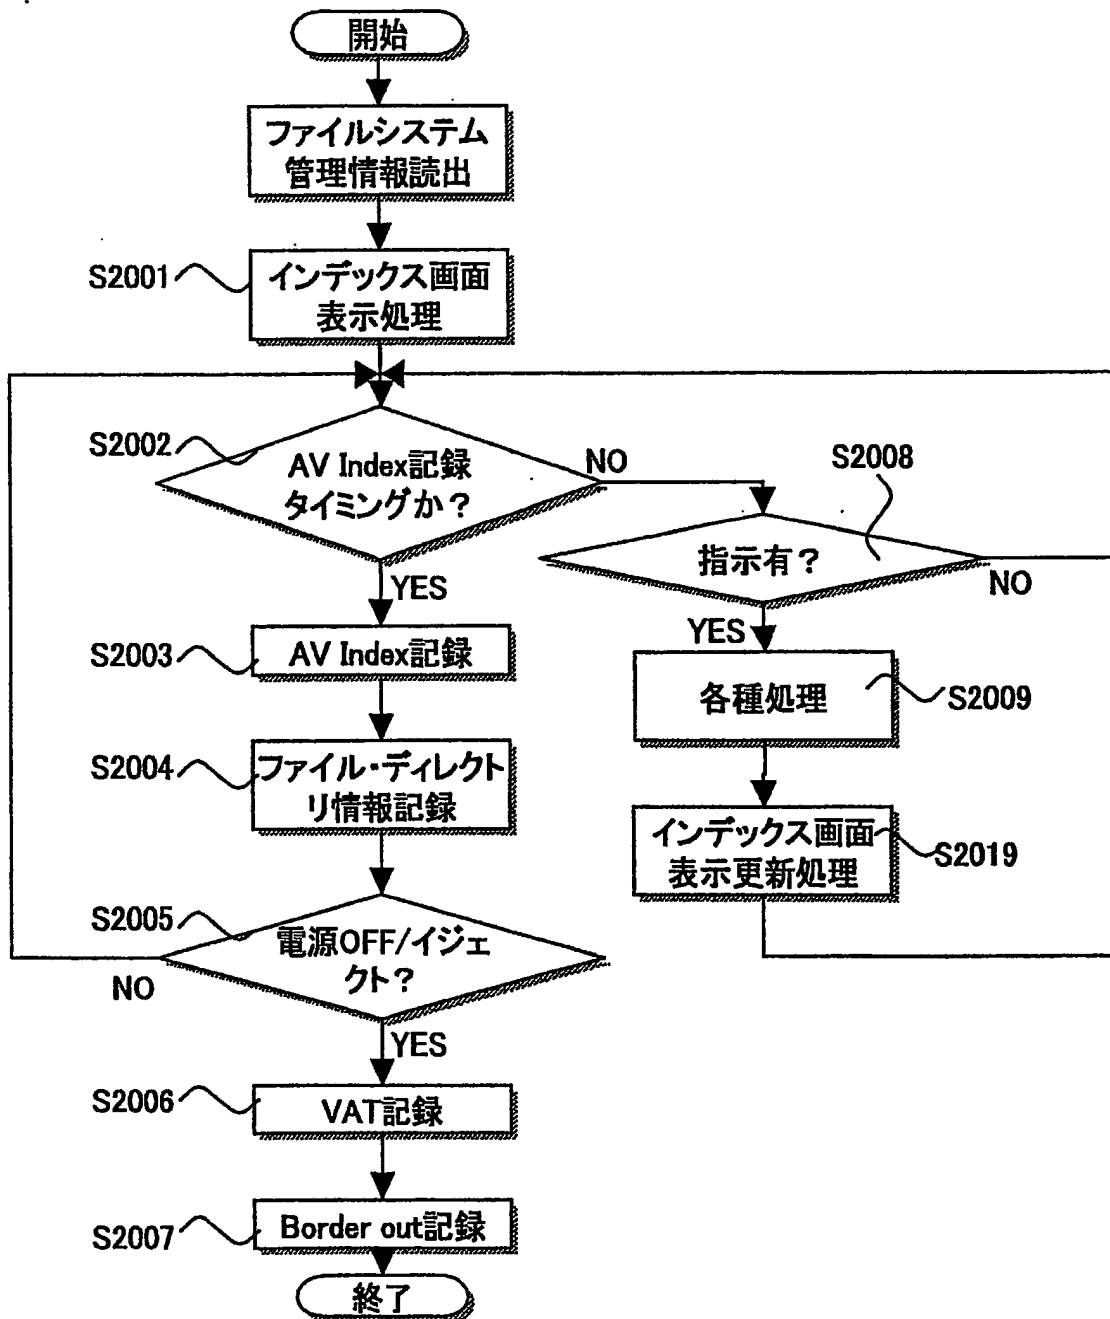 開始
ファイルシステム
管理情報読出
S2001
インデックス画面
表示処理
S2002
AV Index記録
タイミングか？
NO
YES
S2008
指示有？
NO
YES
S2003
AV Index記録
各種処理
S2009
S2004
ファイル・ディレクト
リ情報記録
インデックス画面
表示更新処理
S2019
S2005
電源OFF/イジェ
クト？
NO
YES
S2006
VAT記録
S2007
Border out記録
終了